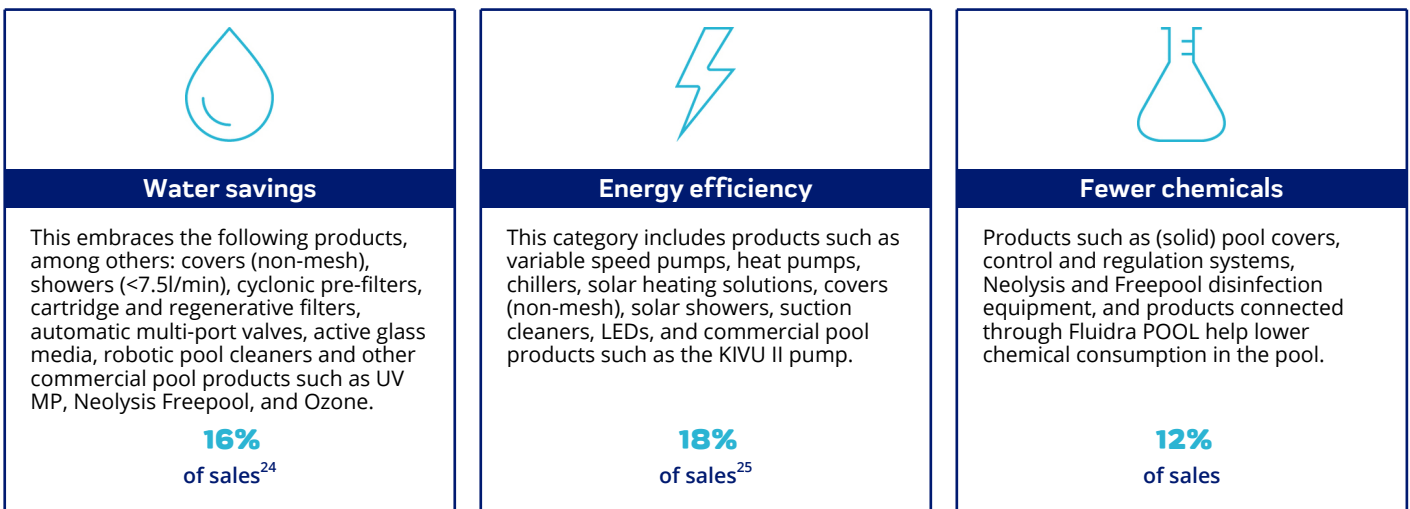 Water savings
This embraces the following products,
among others: covers (non-mesh),
showers (<7.5l/min), cyclonic pre-filters,
cartridge and regenerative filters,
automatic multi-port valves, active glass
media, robotic pool cleaners and other
commercial pool products such as UV
MP, Neolysis Freepool, and Ozone.
16%
of sales24
Energy efficiency
This category includes products such as
variable speed pumps, heat pumps,
chillers, solar heating solutions, covers
(non-mesh), solar showers, suction
cleaners, LEDs, and commercial pool
products such as the KIVU II pump.
18%
of sales25
Fewer chemicals
Products such as (solid) pool covers,
control and regulation systems,
Neolysis and Freepool disinfection
equipment, and products connected
through Fluidra POOL help lower
chemical consumption in the pool.
12%
of sales